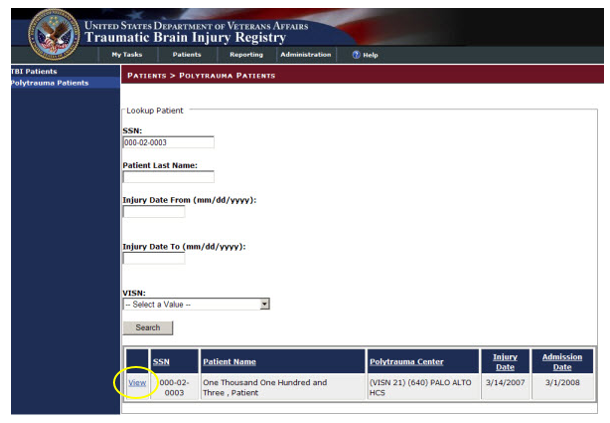 UNITED STATES DEPARTMENT OF VETERANS AFFAIRS
Traumatic Brain Injury Registry
My Tasks Patients Reporting Administration ? Help
TBI Patients
Polytrauma Patients
PATIENTS > POLYTRAUMA PATIENTS
Lookup Patient
SSN:
000-02-0003
Patient Last Name:
Injury Date From (mm/dd/yyyy):
Injury Date To (mm/dd/yyyy):
VISN:
-- Select a Value --
Search
SSN Patient Name Polytrauma Center Injury Date Admission Date
View 000-02-0003 One Thousand One Hundred and Three , Patient (VISN 21) (640) PALO ALTO HCS 3/14/2007 3/1/2008